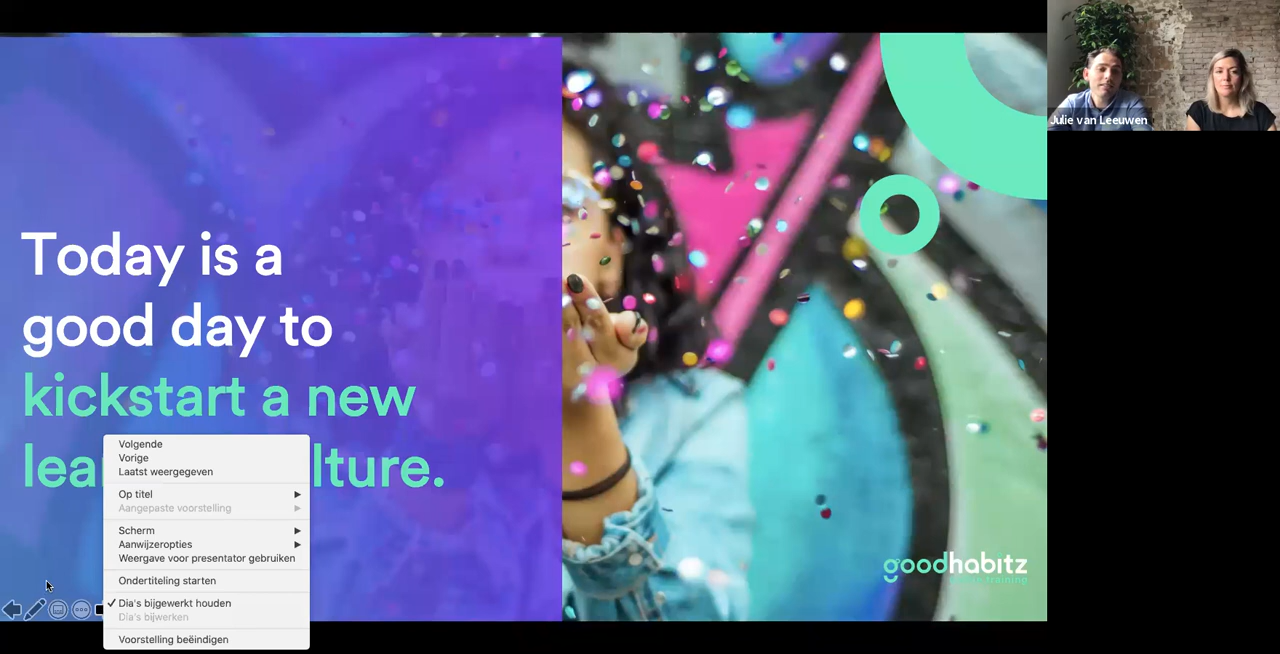 Julie van Leeuwen
Today is a
good day to
kickstart a new
lea lture.
Volgende
Vorige
Laatst weergegeven
Op titel
Aangepaste voorstelling
Scherm
Aanwijzeropties
Weergave voor presentator gebruiken
Ondertiteling starten
Dia's bijgewerkt houden
Dia's bijwerken
Voorstelling beëindigen
goodhabitz